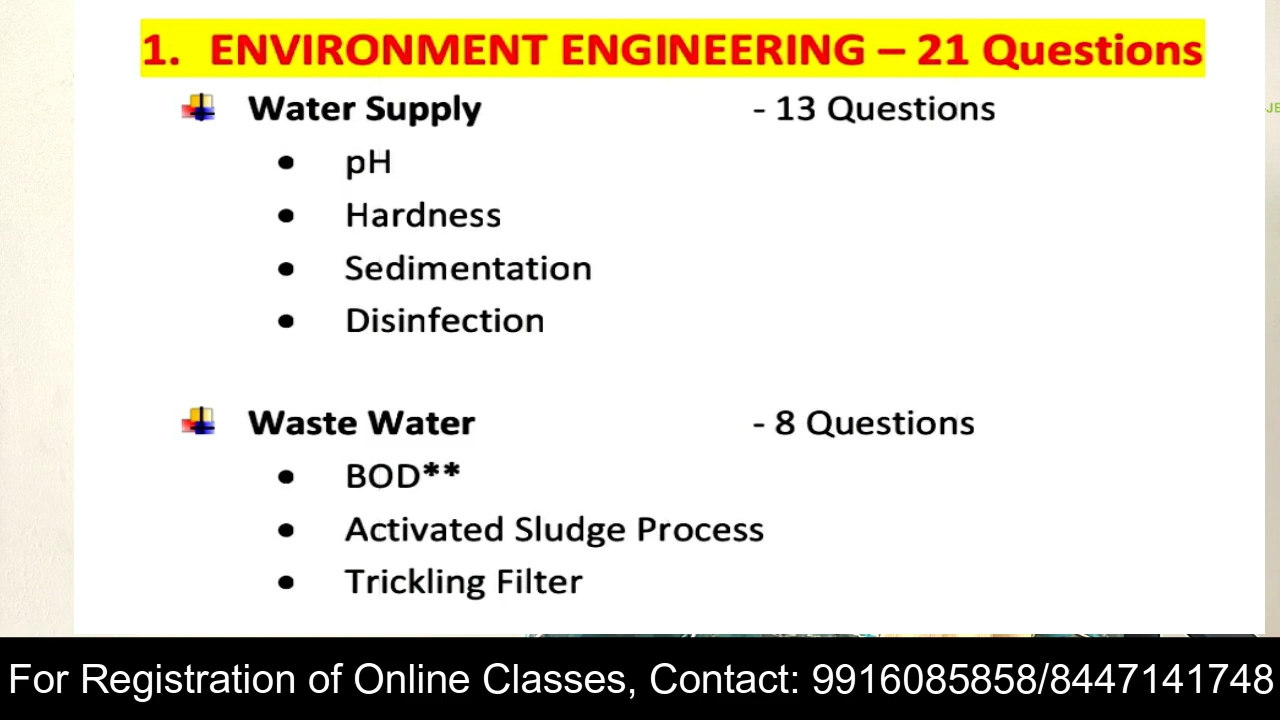 1. ENVIRONMENT ENGINEERING – 21 Questions
Water Supply - 13 Questions
• pH
• Hardness
• Sedimentation
• Disinfection
Waste Water - 8 Questions
• BOD**
• Activated Sludge Process
• Trickling Filter
JE
For Registration of Online Classes, Contact: 9916085858/8447141748